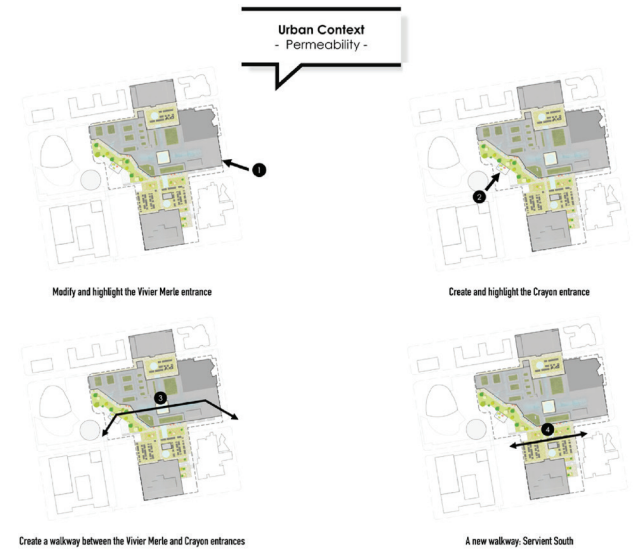 Urban Context
- Permeability -
1
Modify and highlight the Vivier Merle entrance
2
Create and highlight the Crayon entrance
3
Create a walkway between the Vivier Merle and Crayon entrances
4
A new walkway: Servient South